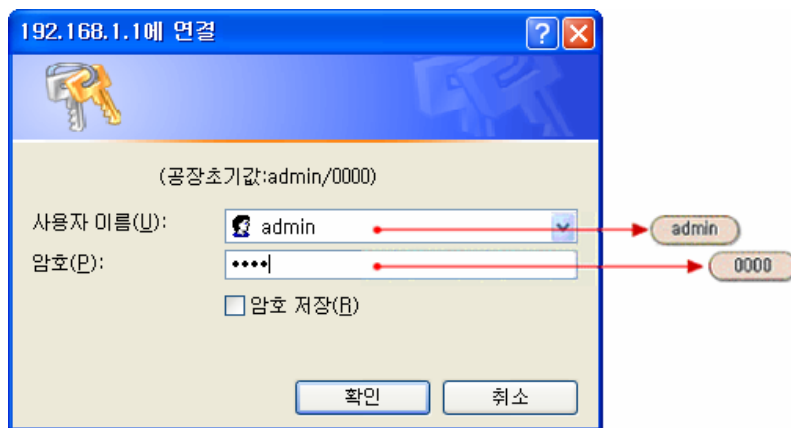 192.168.1.1에 연결
(공장초기값:admin/0000)
사용자 이름(U): admin admin
암호(P): ●●●● 0000
암호 저장(R)
확인 취소